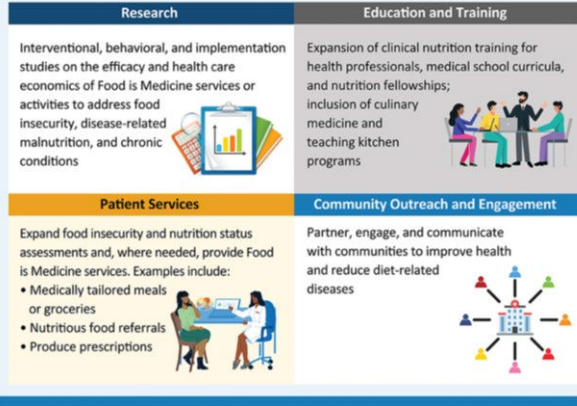 Research
Interventional, behavioral, and implementation
studies on the efficacy and health care
economics of Food is Medicine services or
activities to address food
insecurity, disease-related
malnutrition, and chronic
conditions
Education and Training
Expansion of clinical nutrition training for
health professionals, medical school curricula,
and nutrition fellowships;
inclusion of culinary
medicine and
teaching kitchen
programs
Patient Services
Expand food insecurity and nutrition status
assessments and, where needed, provide Food
is Medicine services. Examples include:
• Medically tailored meals
or groceries
• Nutritious food referrals
• Produce prescriptions
Community Outreach and Engagement
Partner, engage, and communicate
with communities to improve health
and reduce diet-related
diseases